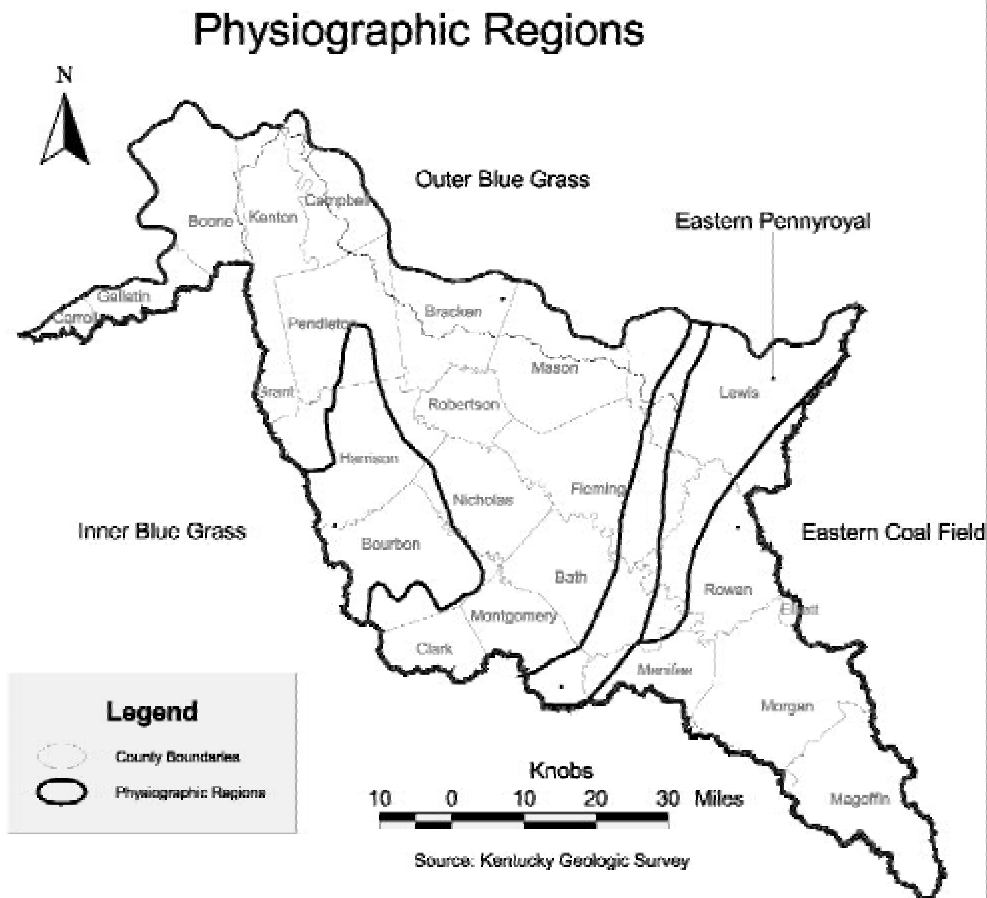 Physiographic Regions
N
Outer Blue Grass
Eastern Pennyroyal
Campbell
Boone
Kenton
Gallatin
Carroll
Bracken
Pendleton
Mason
Grant
Lewis
Robertson
Harrison
Nicholas
Fleming
Inner Blue Grass
Eastern Coal Field
Bourbon
Bath
Rowan
Elliott
Montgomery
Clark
Menifee
Morgan
Magoffin
Legend
County Boundaries
Physiographic Regions
Knobs
10 0 10 20 30 Miles
Source: Kentucky Geologic Survey